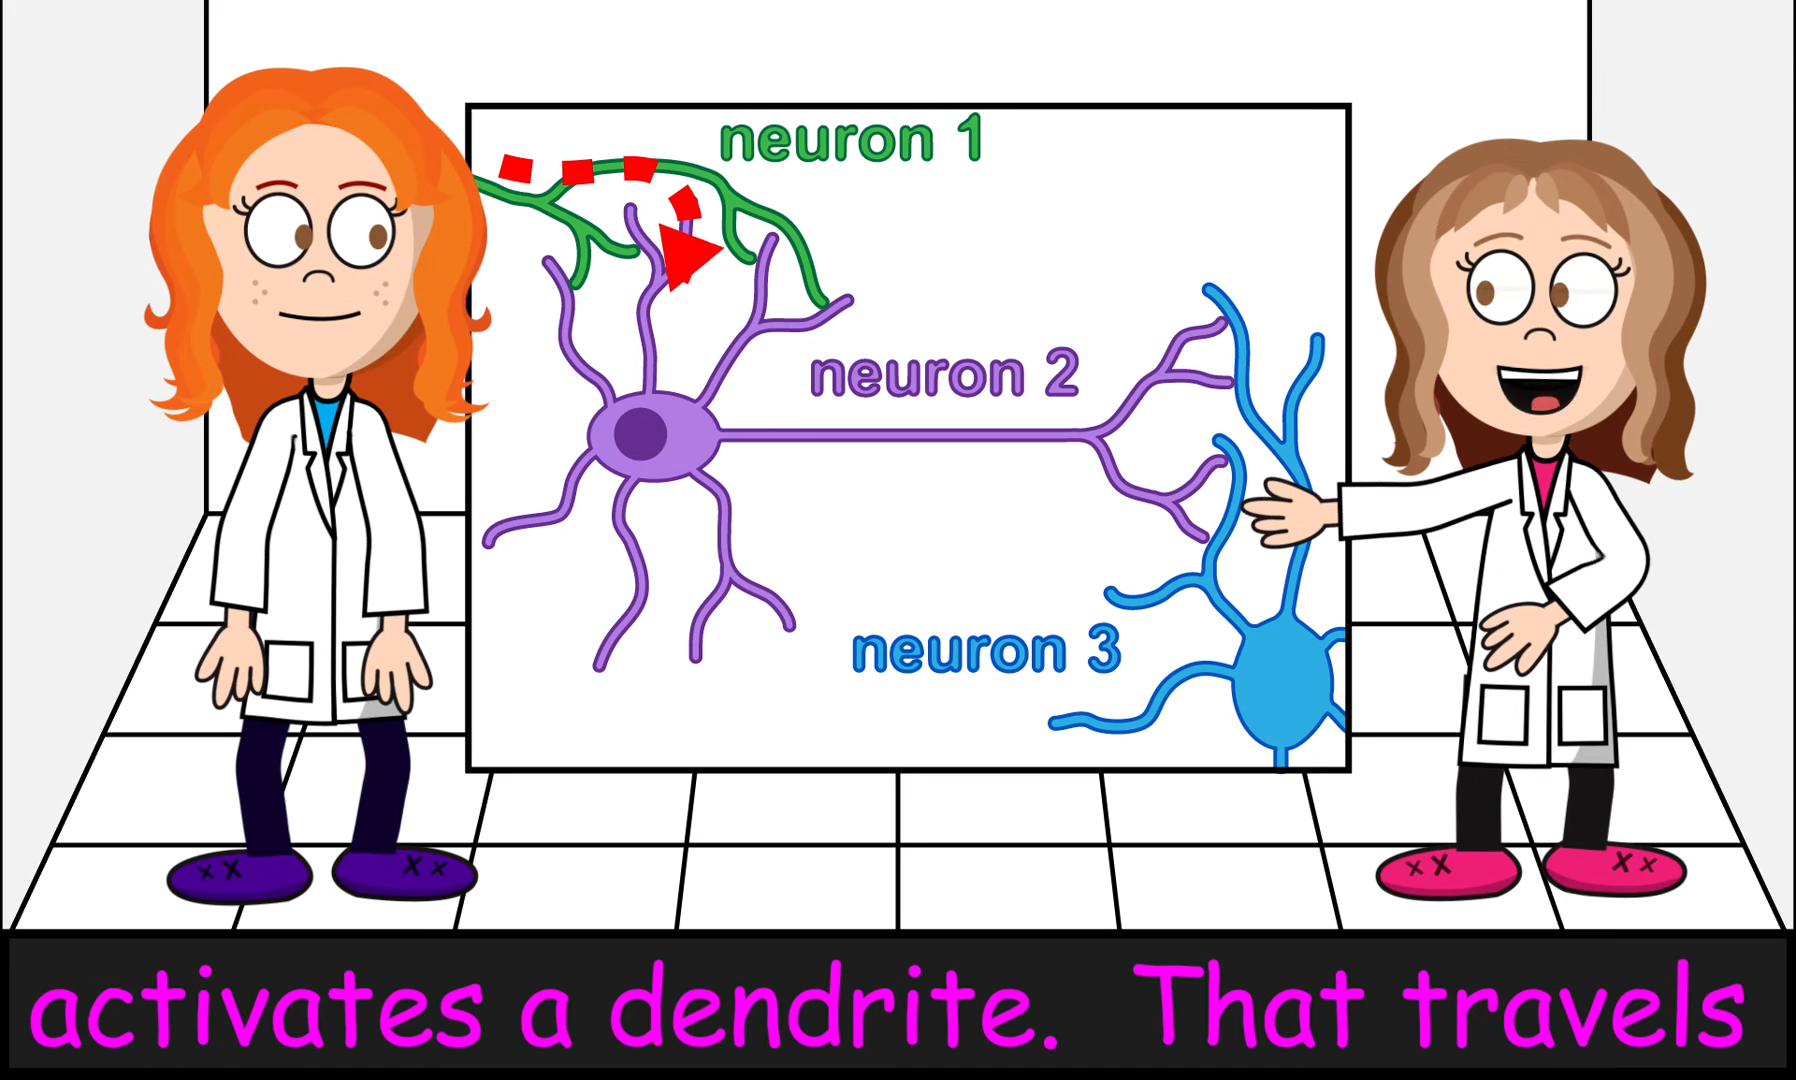 neuron 1
neuron 2
neuron 3
activates a dendrite. That travels